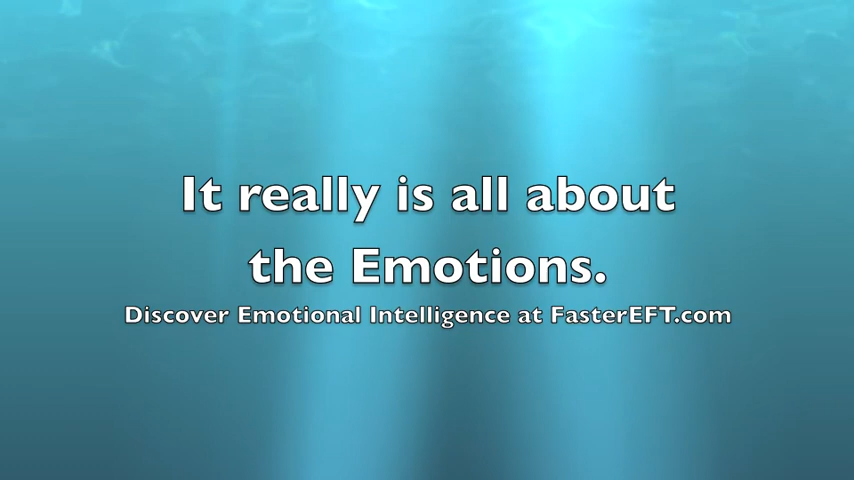 It really is all about
the Emotions.
Discover Emotional Intelligence at FasterEFT.com